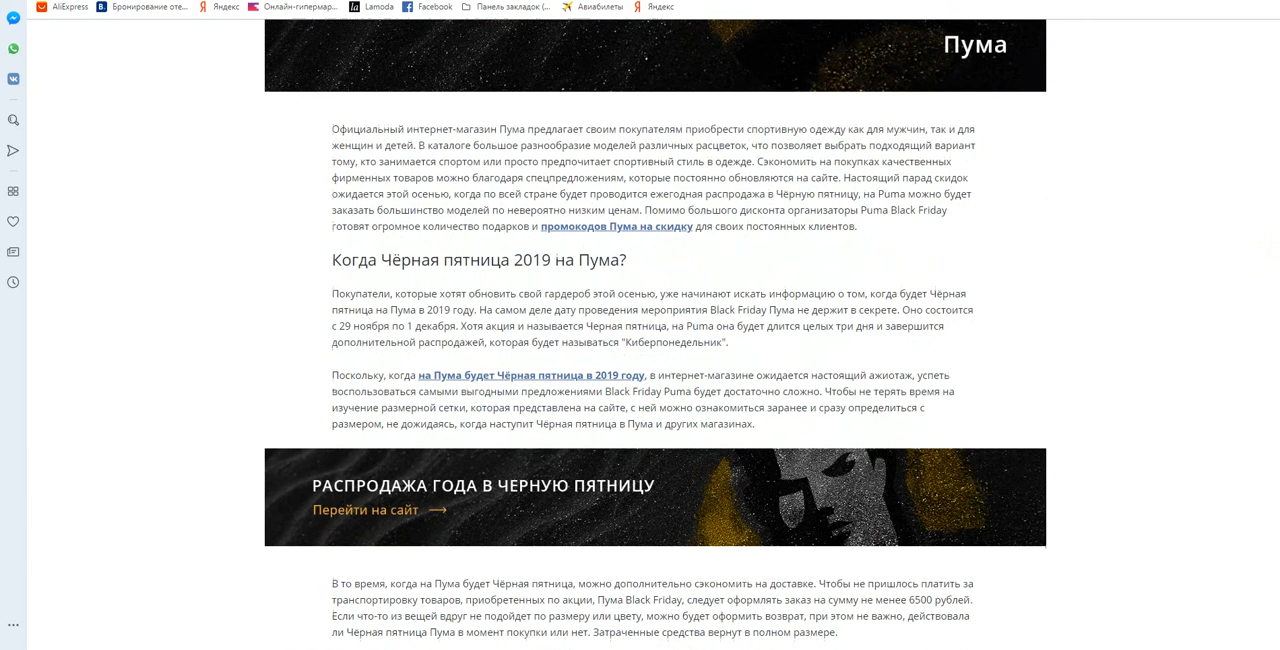 AliExpress Бронирование оте... Яндекс Онлайн-гипермар... Lamoda Facebook Панель закладок (... Авиабилеты Яндекс
Пума
Официальный интернет-магазин Пума предлагает своим покупателям приобрести спортивную одежду как для мужчин, так и для
женщин и детей. В каталоге большое разнообразие моделей различных расцветок, что позволяет выбрать подходящий вариант
тому, кто занимается спортом или просто предпочитает спортивный стиль в одежде. Сэкономить на покупках качественных
фирменных товаров можно благодаря спецпредложениям, которые постоянно обновляются на сайте. Настоящий парад скидок
ожидается этой осенью, когда по всей стране будет проводится ежегодная распродажа в Чёрную пятницу, на Puma можно будет
заказать большинство моделей по невероятно низким ценам. Помимо большого дисконта организаторы Puma Black Friday
готовят огромное количество подарков и промокодов Пума на скидку для своих постоянных клиентов.
Когда Чёрная пятница 2019 на Пума?
Покупатели, которые хотят обновить свой гардероб этой осенью, уже начинают искать информацию о том, когда будет Чёрная
пятница на Пума в 2019 году. На самом деле дату проведения мероприятия Black Friday Пума не держит в секрете. Оно состоится
с 29 ноября по 1 декабря. Хотя акция и называется Черная пятница, на Puma она будет длится целых три дня и завершится
дополнительной распродажей, которая будет называться "Киберпонедельник".
Поскольку, когда на Пума будет Чёрная пятница в 2019 году, в интернет-магазине ожидается настоящий ажиотаж, успеть
воспользоваться самыми выгодными предложениями Black Friday Puma будет достаточно сложно. Чтобы не терять время на
изучение размерной сетки, которая представлена на сайте, с ней можно ознакомиться заранее и сразу определиться с
размером, не дожидаясь, когда наступит Чёрная пятница в Пума и других магазинах.
РАСПРОДАЖА ГОДА В ЧЕРНУЮ ПЯТНИЦУ
Перейти на сайт
В то время, когда на Пума будет Чёрная пятница, можно дополнительно сэкономить на доставке. Чтобы не пришлось платить за
транспортировку товаров, приобретенных по акции, Пума Black Friday, следует оформлять заказ на сумму не менее 6500 рублей.
Если что-то из вещей вдруг не подойдет по размеру или цвету, можно будет оформить возврат, при этом не важно, действовала
ли Чёрная пятница Пума в момент покупки или нет. Затраченные средства вернут в полном размере.